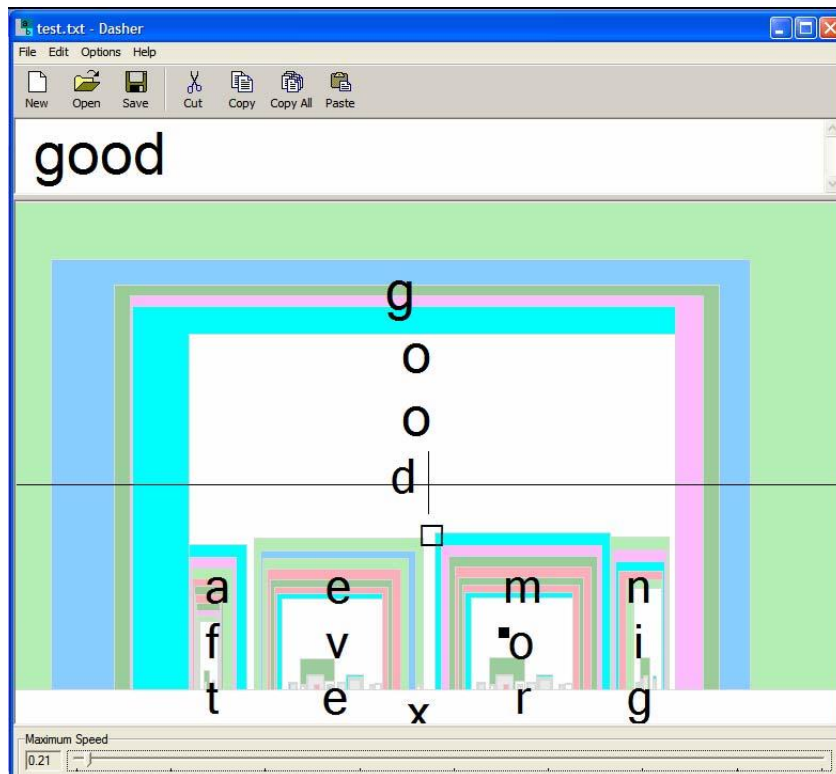 test.txt - Dasher
File Edit Options Help
New Open Save Cut Copy Copy All Paste
good
g
o
o
d
a e m n
f v o i
t e x r g
Maximum Speed
0.21